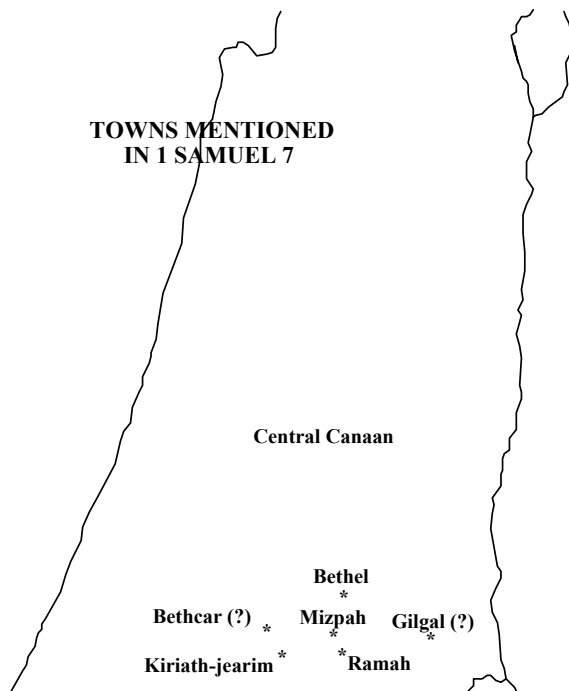 TOWNS MENTIONED
IN 1 SAMUEL 7
Central Canaan
Bethel
*
Bethcar (?)
*
Mizpah
*
Gilgal (?)
*
Kiriath-jearim *
* Ramah